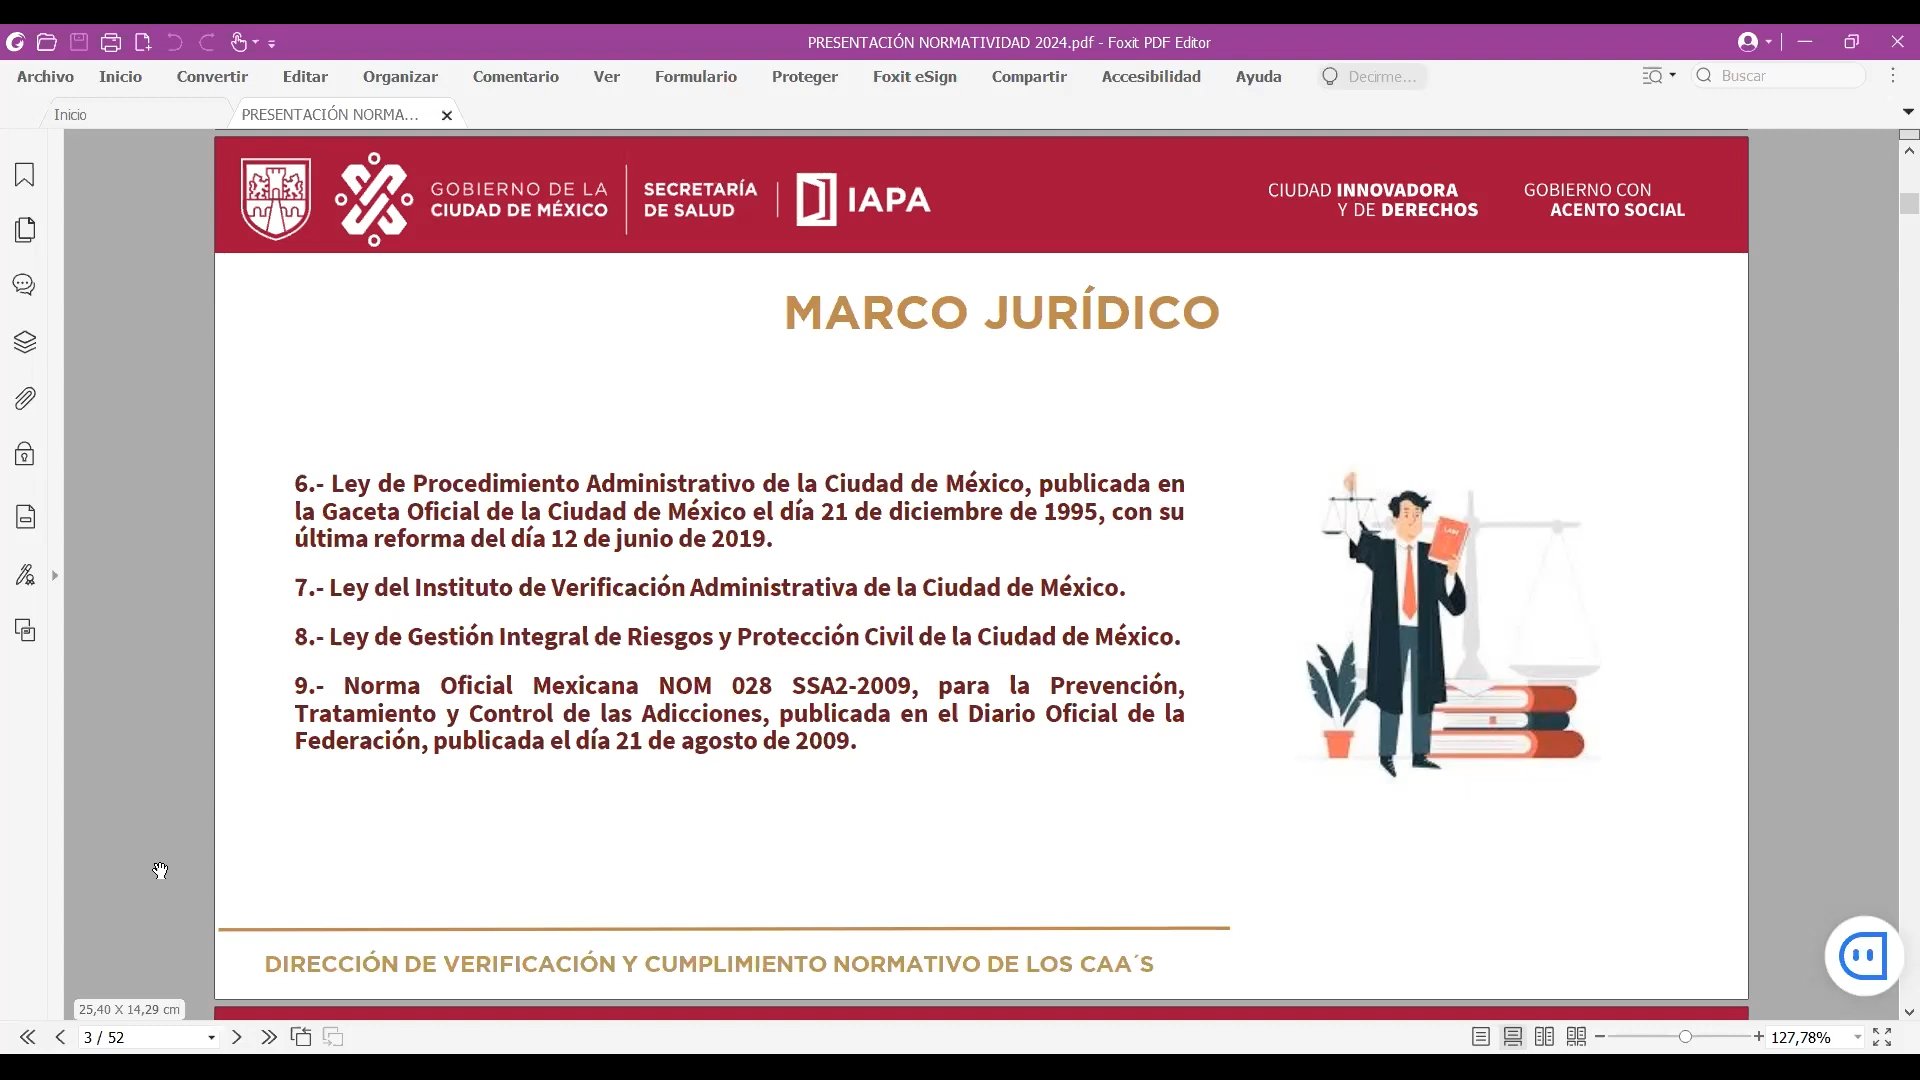 PRESENTACIÓN NORMATIVIDAD 2024.pdf - Foxit PDF Editor
Archivo Inicio Convertir Editar Organizar Comentario Ver Formulario Proteger Foxit eSign Compartir Accesibilidad Ayuda Decirme... Buscar
Inicio PRESENTACIÓN NORMA...
GOBIERNO DE LA
CIUDAD DE MÉXICO
SECRETARÍA
DE SALUD
IAPA
CIUDAD INNOVADORA
Y DE DERECHOS
GOBIERNO CON
ACENTO SOCIAL
MARCO JURÍDICO
6.- Ley de Procedimiento Administrativo de la Ciudad de México, publicada en
la Gaceta Oficial de la Ciudad de México el día 21 de diciembre de 1995, con su
última reforma del día 12 de junio de 2019.
7.- Ley del Instituto de Verificación Administrativa de la Ciudad de México.
8.- Ley de Gestión Integral de Riesgos y Protección Civil de la Ciudad de México.
9.- Norma Oficial Mexicana NOM 028 SSA2-2009, para la Prevención,
Tratamiento y Control de las Adicciones, publicada en el Diario Oficial de la
Federación, publicada el día 21 de agosto de 2009.
DIRECCIÓN DE VERIFICACIÓN Y CUMPLIMIENTO NORMATIVO DE LOS CAA´S
25,40 X 14,29 cm
3 / 52
127,78%